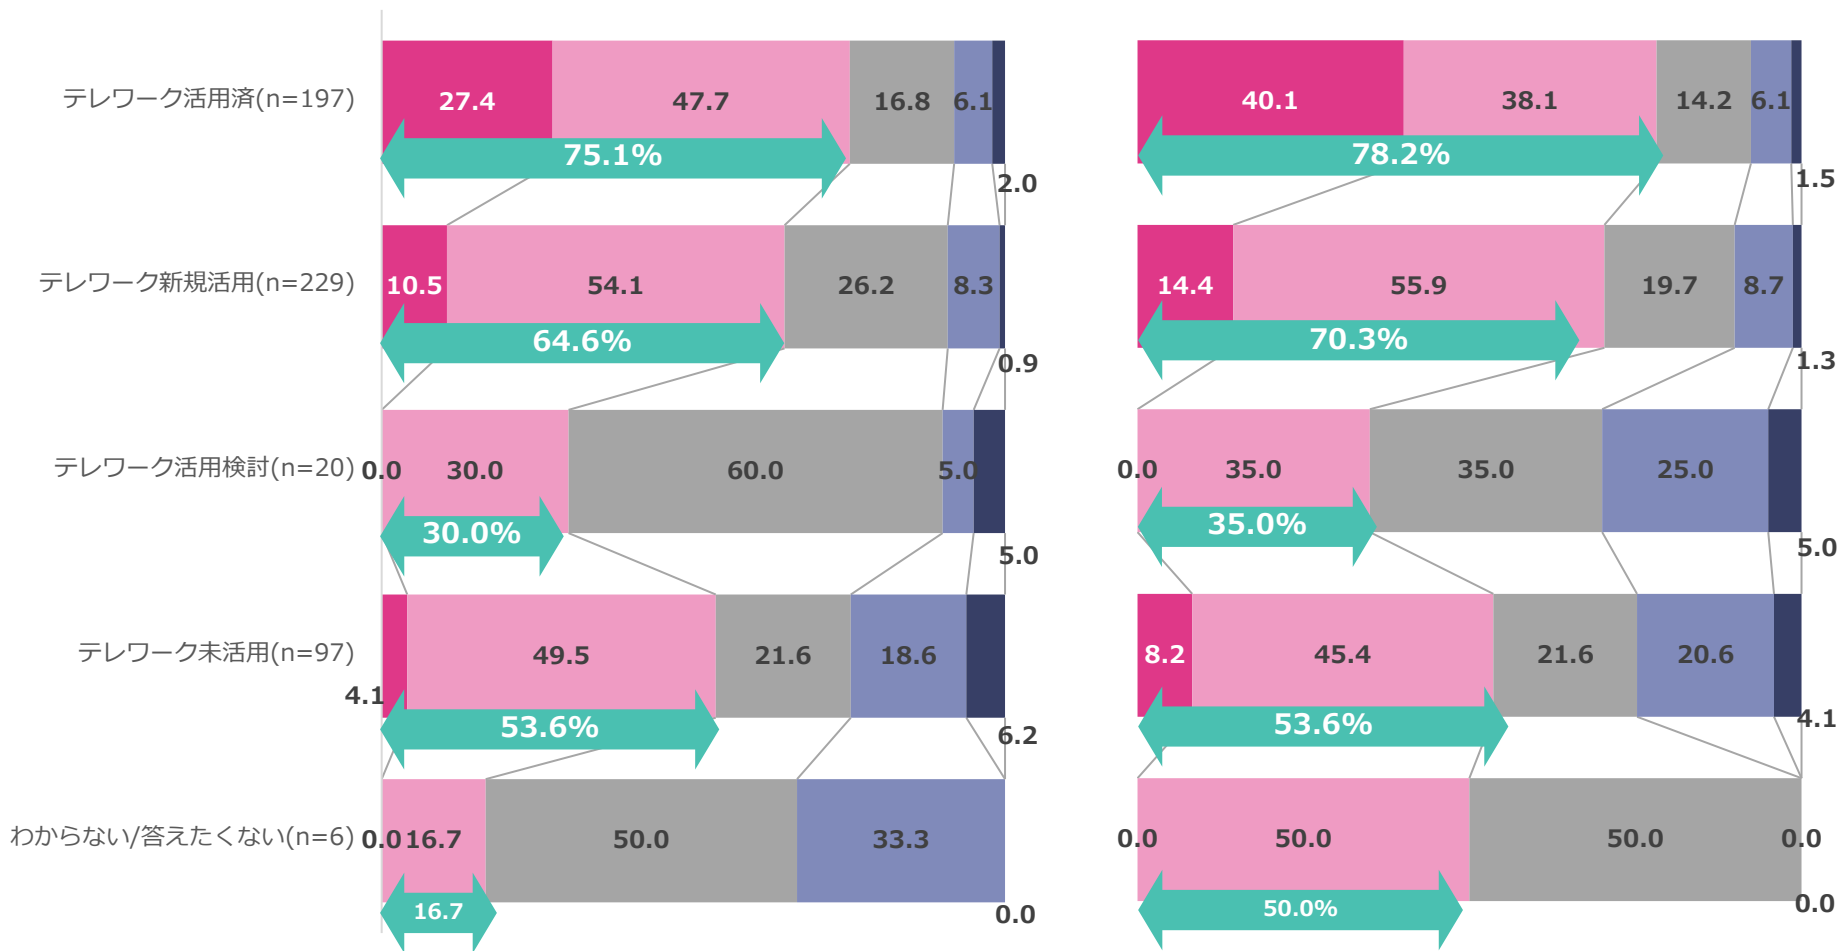 テレワーク活用済(n=197) 27.4 47.7 16.8 6.1 40.1 38.1 14.2 6.1
75.1% 78.2%
2.0 1.5
テレワーク新規活用(n=229) 10.5 54.1 26.2 8.3 14.4 55.9 19.7 8.7
64.6% 70.3%
0.9 1.3
テレワーク活用検討(n=20) 0.0 30.0 60.0 5.0 0.0 35.0 35.0 25.0
30.0% 35.0%
5.0 5.0
テレワーク未活用(n=97) 49.5 21.6 18.6 8.2 45.4 21.6 20.6
4.1
53.6% 53.6%
6.2 4.1
わからない/答えたくない(n=6) 0.0 16.7 50.0 33.3 0.0 50.0 50.0 0.0
16.7 50.0%
0.0 0.0